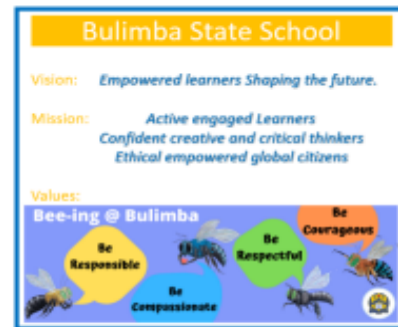 Bulimba State School
Vision: Empowered learners Shaping the future.
Mission: Active engaged Learners
Confident creative and critical thinkers
Ethical empowered global citizens
Values:
Bee-ing @ Bulimba
Be
Responsible
Be
Compassionate
Be
Respectful
Be
Courageous